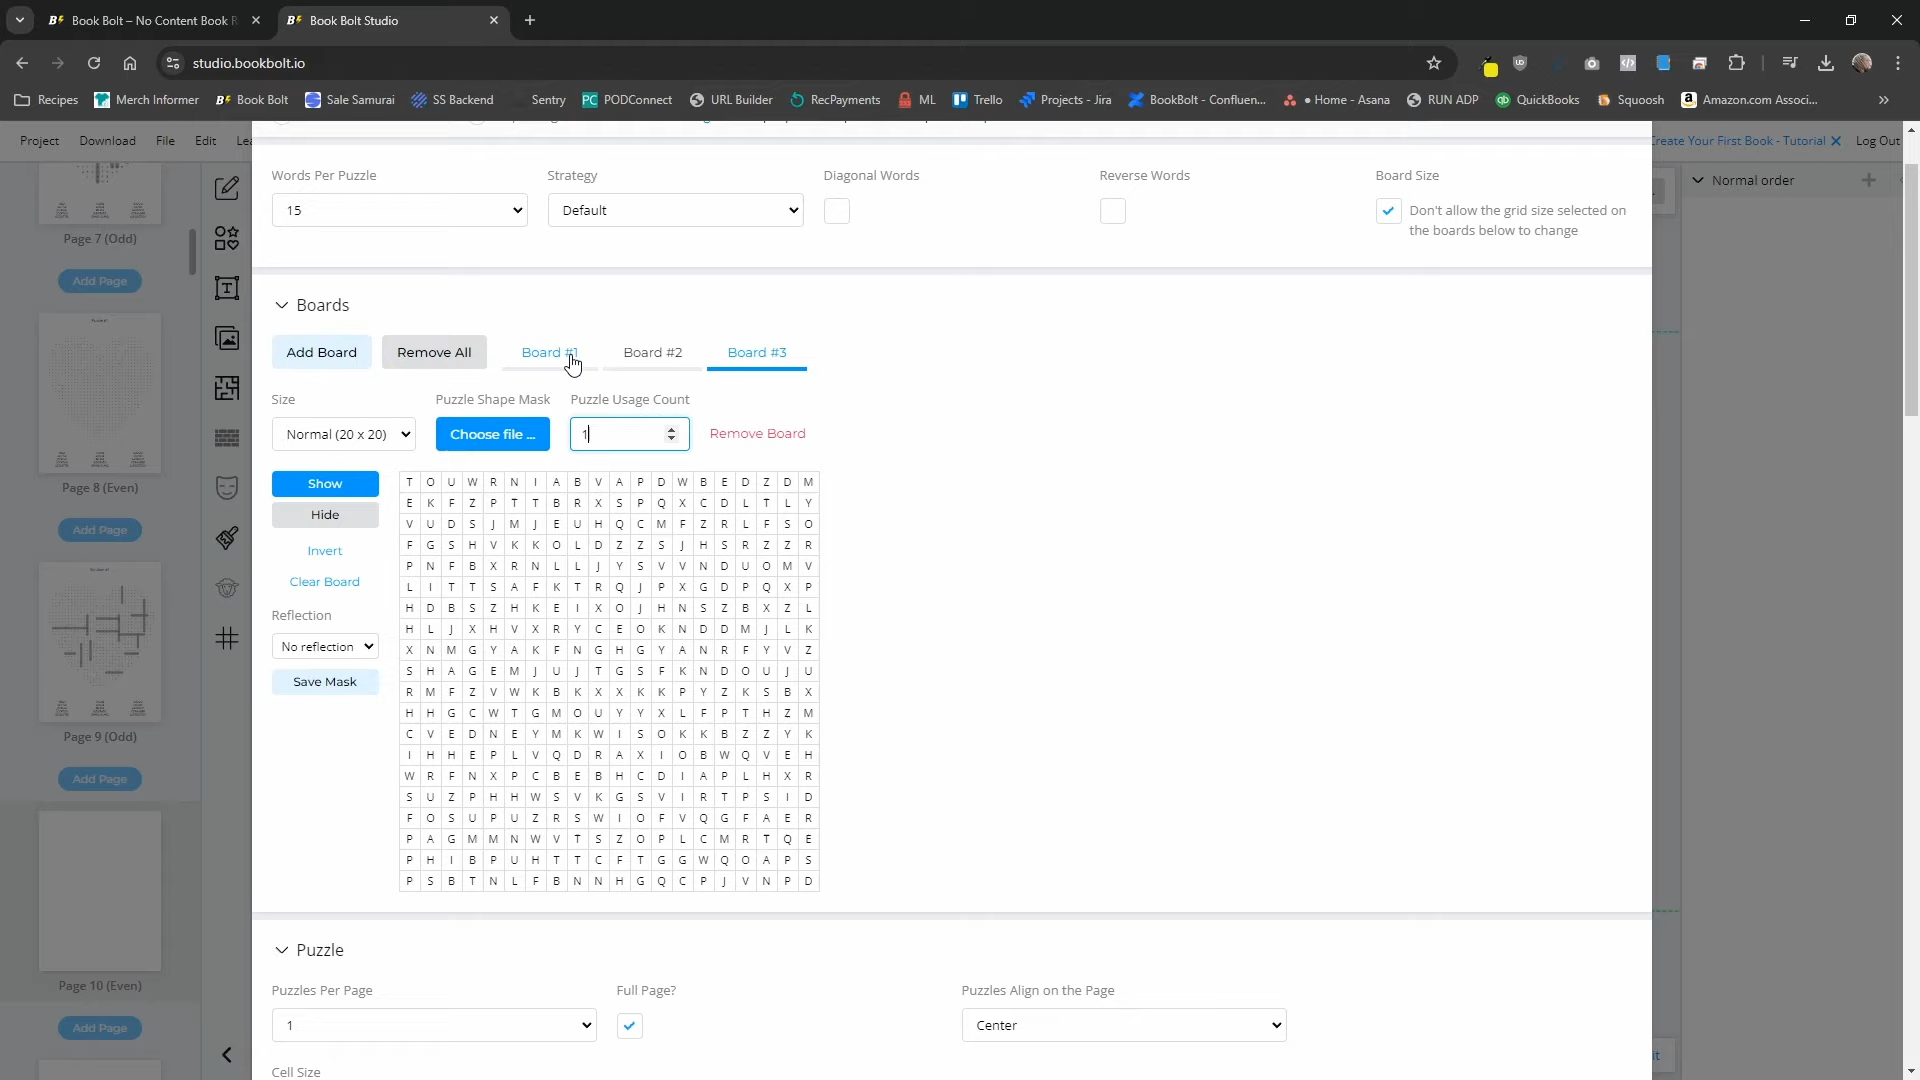 Book Bolt – No Content Book R
Book Bolt Studio
studio.bookbolt.io
Recipes
Merch Informer
Book Bolt
Sale Samurai
SS Backend
Sentry
PODConnect
URL Builder
RecPayments
ML
Trello
Projects - Jira
BookBolt - Confluen...
• Home - Asana
RUN ADP
QuickBooks
Squoosh
Amazon.com Associ...
Project
Download
File
Edit
Create Your First Book - Tutorial
Log Out
Page 7 (Odd)
Add Page
Page 8 (Even)
Add Page
Page 9 (Odd)
Add Page
Page 10 (Even)
Add Page
Normal order
Words Per Puzzle
Strategy
Diagonal Words
Reverse Words
Board Size
15
Default
Don't allow the grid size selected on
the boards below to change
Boards
Add Board
Remove All
Board #1
Board #2
Board #3
Size
Puzzle Shape Mask
Puzzle Usage Count
Normal (20 x 20)
Choose file ...
1
Remove Board
Show
Hide
Invert
Clear Board
Reflection
No reflection
Save Mask
T O U W R N I A B V A P D W B E D Z D M
E K F Z P T T B R X S P Q X C D L T L Y
V U D S J M J E U H Q C M F Z R L F S O
F G S H V K K O L D Z Z S J H S R Z Z R
P N F B X R N L L J Y S V V N D U O M V
L I T T S A F K T R Q J P X G D P Q X P
H D B S Z H K E I X O J H N S Z B X Z L
H L J X H V X R Y C E O K N D D M J L K
X N M G Y A K F N G H G Y A N R F Y V Z
S H A G E M J U J T G S F K N D O U J U
R M F Z V W K B K X X K K P Y Z K S B X
H H G C W T G M O U Y Y X L F P T H Z M
C V E D N E Y M K W I S O K K B Z Z Y K
I H H E P L V Q D R A X I O B W Q V E H
W R F N X P C B E B H C D I A P L H X R
S U Z P H H W S V K G S V I R T P S I D
F O S U P U Z R S W I O F V Q G F A E R
P A G M M N W V T S Z O P L C M R T Q E
P H I B P U H T T C F T G G W Q O A P S
P S B T N L F B N N H G Q C P J V N P D
Puzzle
Puzzles Per Page
Full Page?
Puzzles Align on the Page
1
Center
Cell Size